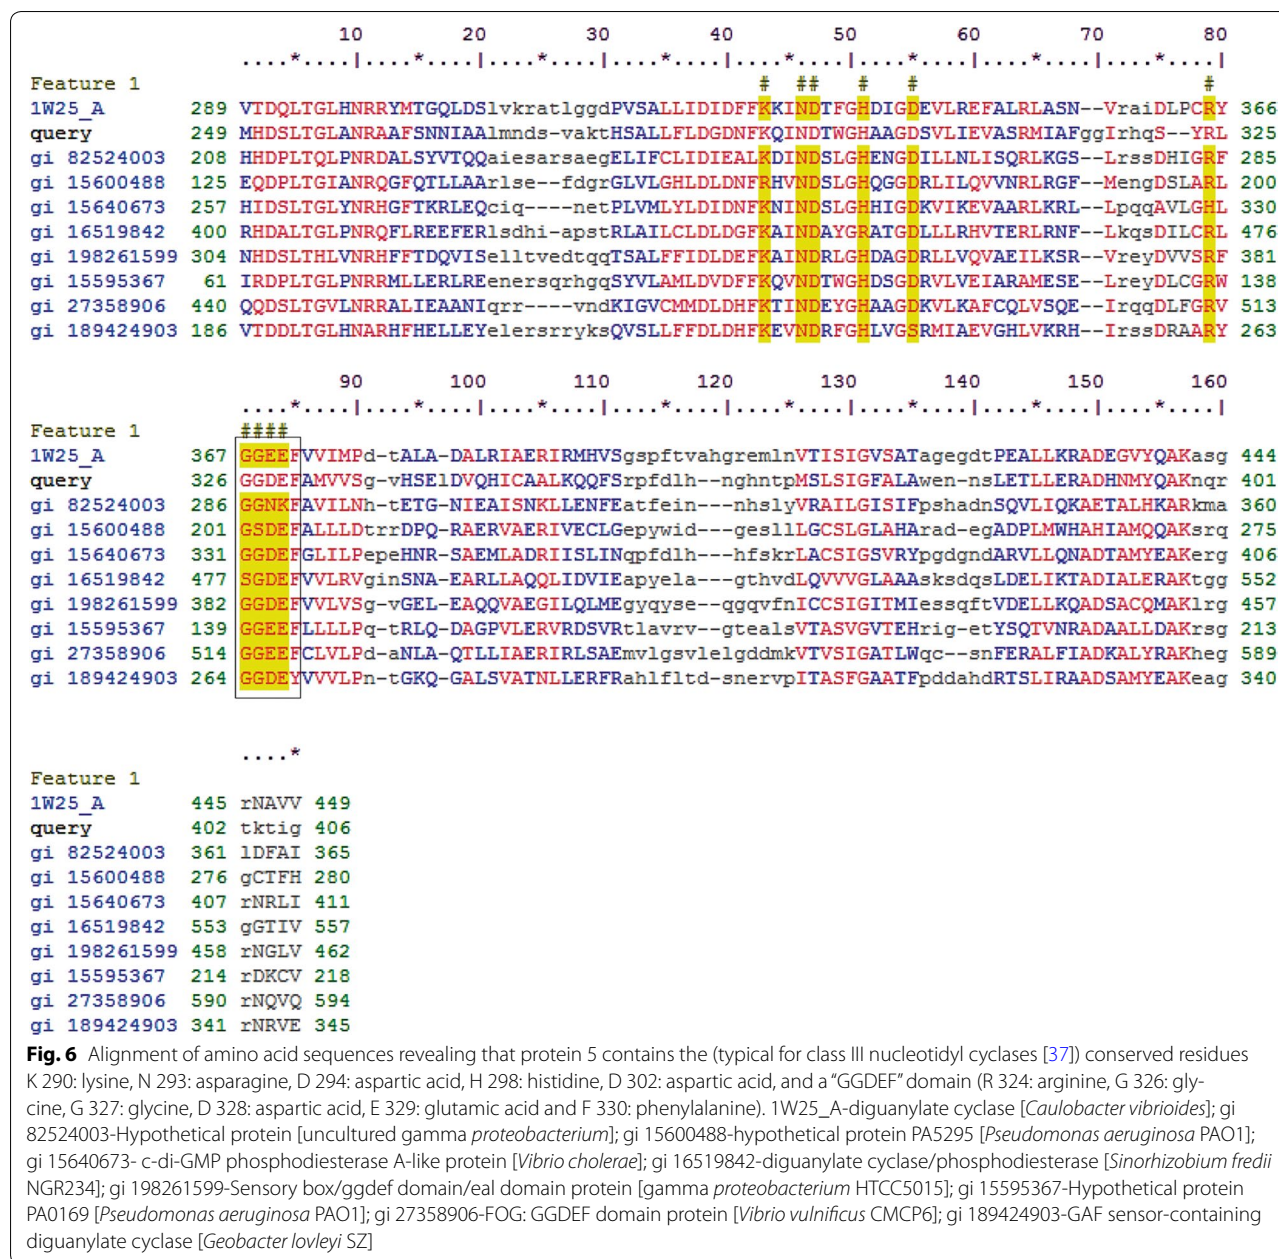 10 20 30 40 50 60 70 80
....*....|....*....|....*....|....*....|....*....|....*....|....*....|....*....|
Feature 1 # ## # # #
1W25_A 289 VTDQLTGLHNRRYMTGQLDSlvkratlggdPVSALLIDIDFFKKINDTFGHDIGDEVLREFALRLASN--VraiDLPCRY 366
query 249 MHDSLTGLANRAAFSNNIAAlmnds-vaktHSALLFLDGDNFKQINDTWGHAAGDSVLIEVASRMIAFggIrhqS--YRL 325
gi 82524003 208 HHDPLTQLPNRDALSYVTQQaiesarsaegELIFCLIDIEALKDINDSLGHENGDILLNLISQRLKGS--LrssDHIGRF 285
gi 15600488 125 EQDPLTGIANRQGFQTLLAArlse--fdgrGLVLGHLDLDNFRHVNDSLGHQGGDRLILQVVNRLRGF--MengDSLARL 200
gi 15640673 257 HIDSLTGLYNRHGFTKRLEQciq----netPLVMLYLDIDNFKNINDSLGHHIGDKVIKEVAARLKRL--LpqqAVLGHL 330
gi 16519842 400 RHDALTGLPNRQFLREEFERlsdhi-apstRLAILCLDLDGFKAINDAYGRATGDLLLRHVTERLRNF--LkqsDILCRL 476
gi 198261599 304 NHDSLTHLVNRHFFTDQVISelltvedtqqTSALFFIDLDEFKAINDRLGHDAGDRLLVQVAEILKSR--VreyDVVSRF 381
gi 15595367 61 IRDPLTGLPNRRMLLERLREenersqrhgqSYVLAMLDVDFFKQVNDTWGHDSGDRVLVEIARAMESE--LreyDLCGRW 138
gi 27358906 440 QQDSLTGVLNRRALIEAANIqrr----vndKIGVCMMDLDHFKTINDEYGHAAGDKVLKAFCQLVSQE--IrqqDLFGRV 513
gi 189424903 186 VTDDLTGLHNARHFHELLEYelersrryksQVSLLFFDLDHFKEVNDRFGHLVGSRMIAEVGHLVKRH--IrssDRAARY 263
90 100 110 120 130 140 150 160
....*....|....*....|....*....|....*....|....*....|....*....|....*....|....*....|
Feature 1 ####
1W25_A 367 GGEEFVVIMPd-tALA-DALRIAERIRMHVSgspftvahgremlnVTISIGVSATagegdtPEALLKRADEGVYQAKasg 444
query 326 GGDEFAMVVSg-vHSElDVQHICAALKQQFSrpfdlh--nghntpMSLSIGFALAwen-nsLETLLERADHNMYQAKnqr 401
gi 82524003 286 GGNKFAVILNh-tETG-NIEAISNKLLENFEatfein--nhslyVRAILGISIFpshadnSQVLIQKAETALHKARkma 360
gi 15600488 201 GSDEFALLLDtrrDPQ-RAERVAERIVECLGepywid---geslLLGCSLGLAHArad-egADPLMWHAHIAMQQAKsrq 275
gi 15640673 331 GGDEFGLILPepeHNR-SAEMLADRIISLINqpfdlh---hfskrLACSIGSVRYpgdgndARVLLQNADTAMYEAKerg 406
gi 16519842 477 SGDEFVVLRVginSNA-EARLLAQQLIDVIEapyela---gthvdLQVVVGLAAAsksdqsLDELIKTADIALERAKtgg 552
gi 198261599 382 GGDEFVVLVSg-vGEL-EAQQVAEGILQLMEgyqyse--qgqvfnICCSIGITMIessqftVDELLKQADSACQMAKlrg 457
gi 15595367 139 GGEEFLLLLPq-tRLQ-DAGPVLERVRDSVRtlavrv--gtealsVTASVGVTEHrig-etYSQTVNRADAALLDAKrsg 213
gi 27358906 514 GGEEFCLVLPd-aNLA-QTLLIAERIRLSAEmvlgsvlelgddmkVTVSIGATLWqc--snFERALFIADKALYRAKheg 589
gi 189424903 264 GGDEYVVVLPn-tGKQ-GALSVATNLLERFRahlfltd-snervpITASFGAATFpddahdRTSLIRAADSAMYEAKeag 340
....*
Feature 1
1W25_A 445 rNAVV 449
query 402 tktig 406
gi 82524003 361 lDFAI 365
gi 15600488 276 gCTFH 280
gi 15640673 407 rNRLI 411
gi 16519842 553 gGTIV 557
gi 198261599 458 rNGLV 462
gi 15595367 214 rDKCV 218
gi 27358906 590 rNQVQ 594
gi 189424903 341 rNRVE 345
Fig. 6 Alignment of amino acid sequences revealing that protein 5 contains the (typical for class III nucleotidyl cyclases [37]) conserved residues
K 290: lysine, N 293: asparagine, D 294: aspartic acid, H 298: histidine, D 302: aspartic acid, and a “GGDEF” domain (R 324: arginine, G 326: gly-
cine, G 327: glycine, D 328: aspartic acid, E 329: glutamic acid and F 330: phenylalanine). 1W25_A-diguanylate cyclase [Caulobacter vibrioides]; gi
82524003-Hypothetical protein [uncultured gamma proteobacterium]; gi 15600488-hypothetical protein PA5295 [Pseudomonas aeruginosa PAO1];
gi 15640673- c-di-GMP phosphodiesterase A-like protein [Vibrio cholerae]; gi 16519842-diguanylate cyclase/phosphodiesterase [Sinorhizobium fredii
NGR234]; gi 198261599-Sensory box/ggdef domain/eal domain protein [gamma proteobacterium HTCC5015]; gi 15595367-Hypothetical protein
PA0169 [Pseudomonas aeruginosa PAO1]; gi 27358906-FOG: GGDEF domain protein [Vibrio vulnificus CMCP6]; gi 189424903-GAF sensor-containing
diguanylate cyclase [Geobacter lovleyi SZ]